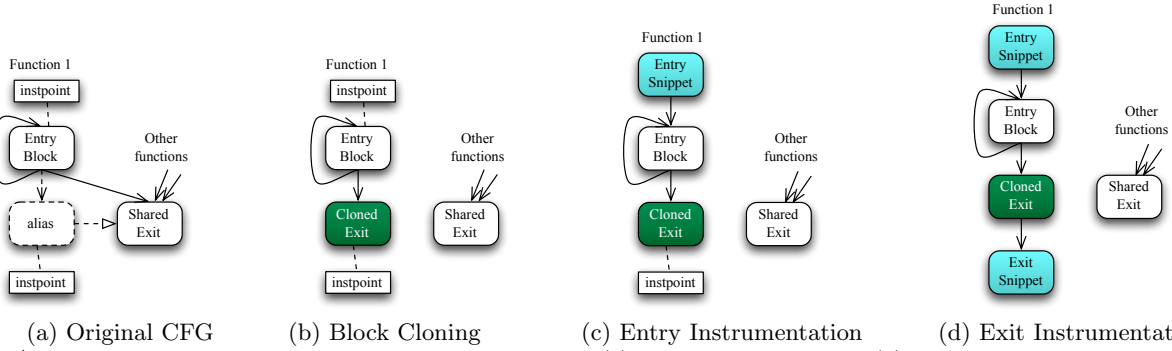 Function 1
instpoint
Entry
Block
Other
functions
alias
Shared
Exit
instpoint
(a) Original CFG
Function 1
instpoint
Entry
Block
Other
functions
Cloned
Exit
Shared
Exit
instpoint
(b) Block Cloning
Function 1
Entry
Snippet
Entry
Block
Other
functions
Cloned
Exit
Shared
Exit
instpoint
(c) Entry Instrumentation
Function 1
Entry
Snippet
Entry
Block
Other
functions
Cloned
Exit
Shared
Exit
Exit
Snippet
(d) Exit Instrumentat